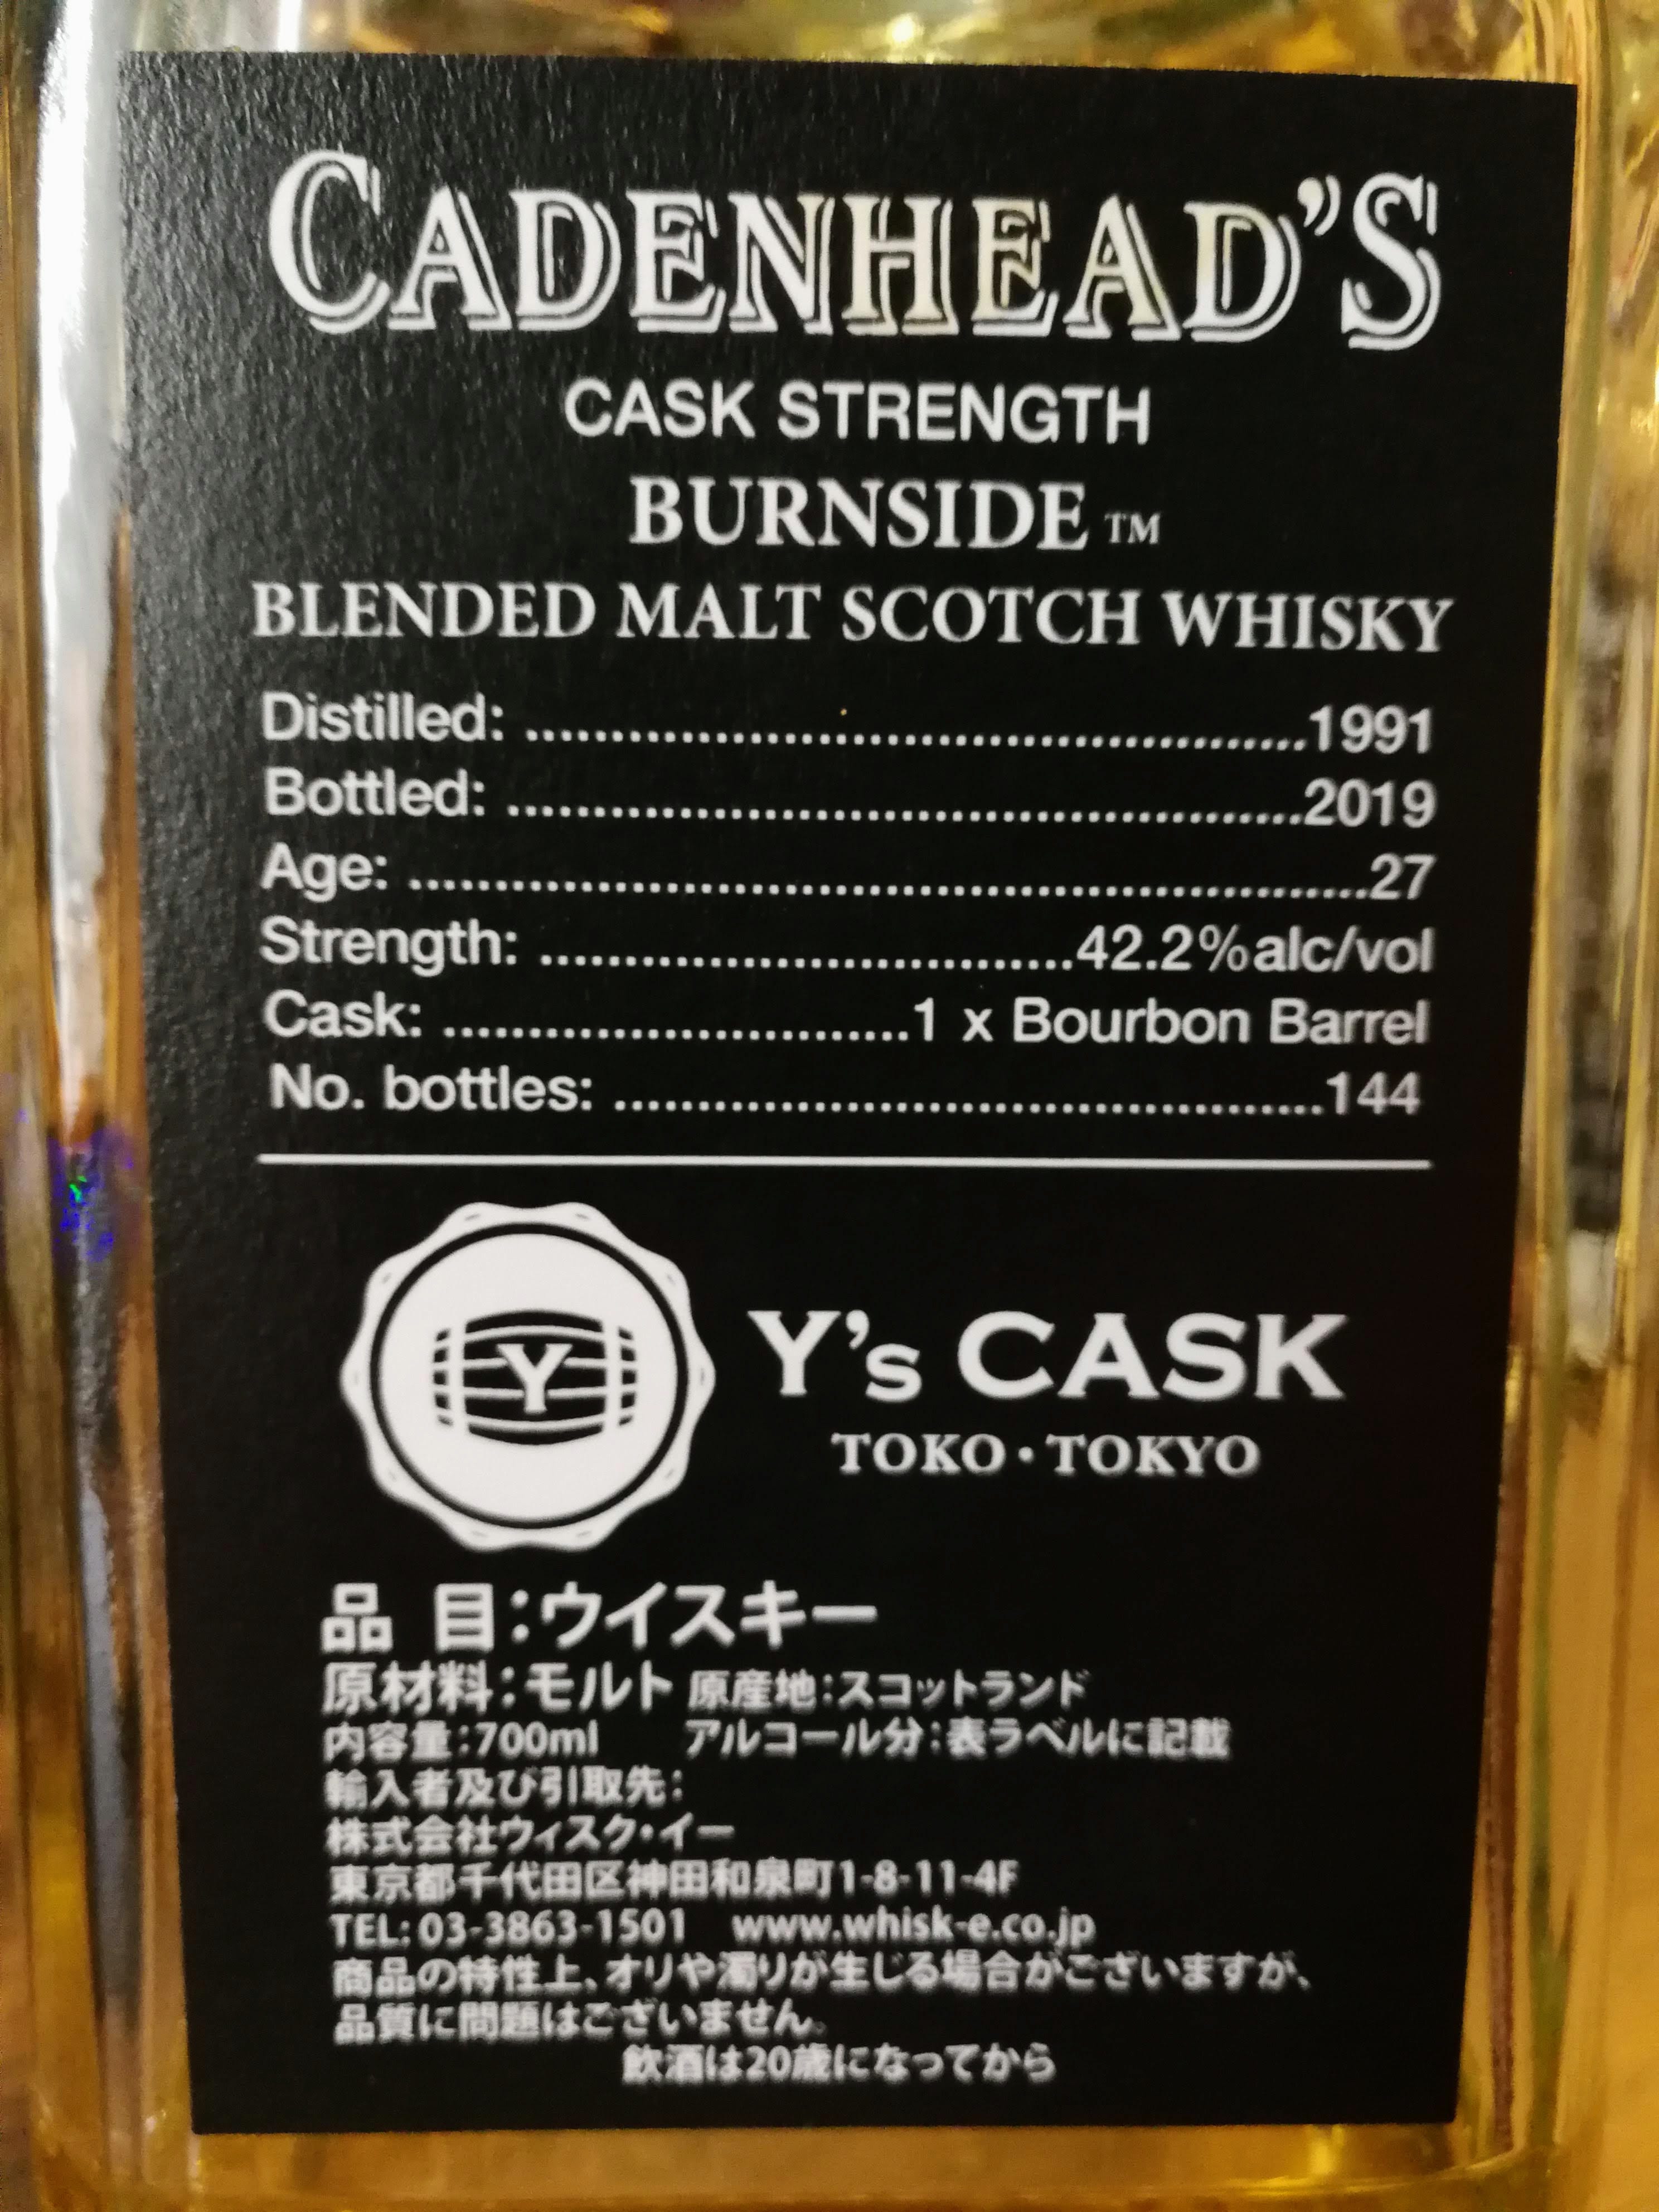 CADENHEAD'S
CASK STRENGTH
BURNSIDE TM
BLENDED MALT SCOTCH WHISKY
Distilled: ......................................................1991
Bottled: .......................................................2019
Age: ..................................................................27
Strength: .....................................42.2%alc/vol
Cask: ................................1 x Bourbon Barrel
No. bottles: .................................................144
Y
Y's CASK
TOKO・TOKYO
品 目：ウイスキー
原材料：モルト 原産地：スコットランド
内容量：700ml アルコール分：表ラベルに記載
輸入者及び引取先：
株式会社ウィスク・イー
東京都千代田区神田和泉町1-8-11-4F
TEL: 03-3863-1501 www.whisk-e.co.jp
商品の特性上、オリや濁りが生じる場合がございますが、
品質に問題はございません。
飲酒は20歳になってから